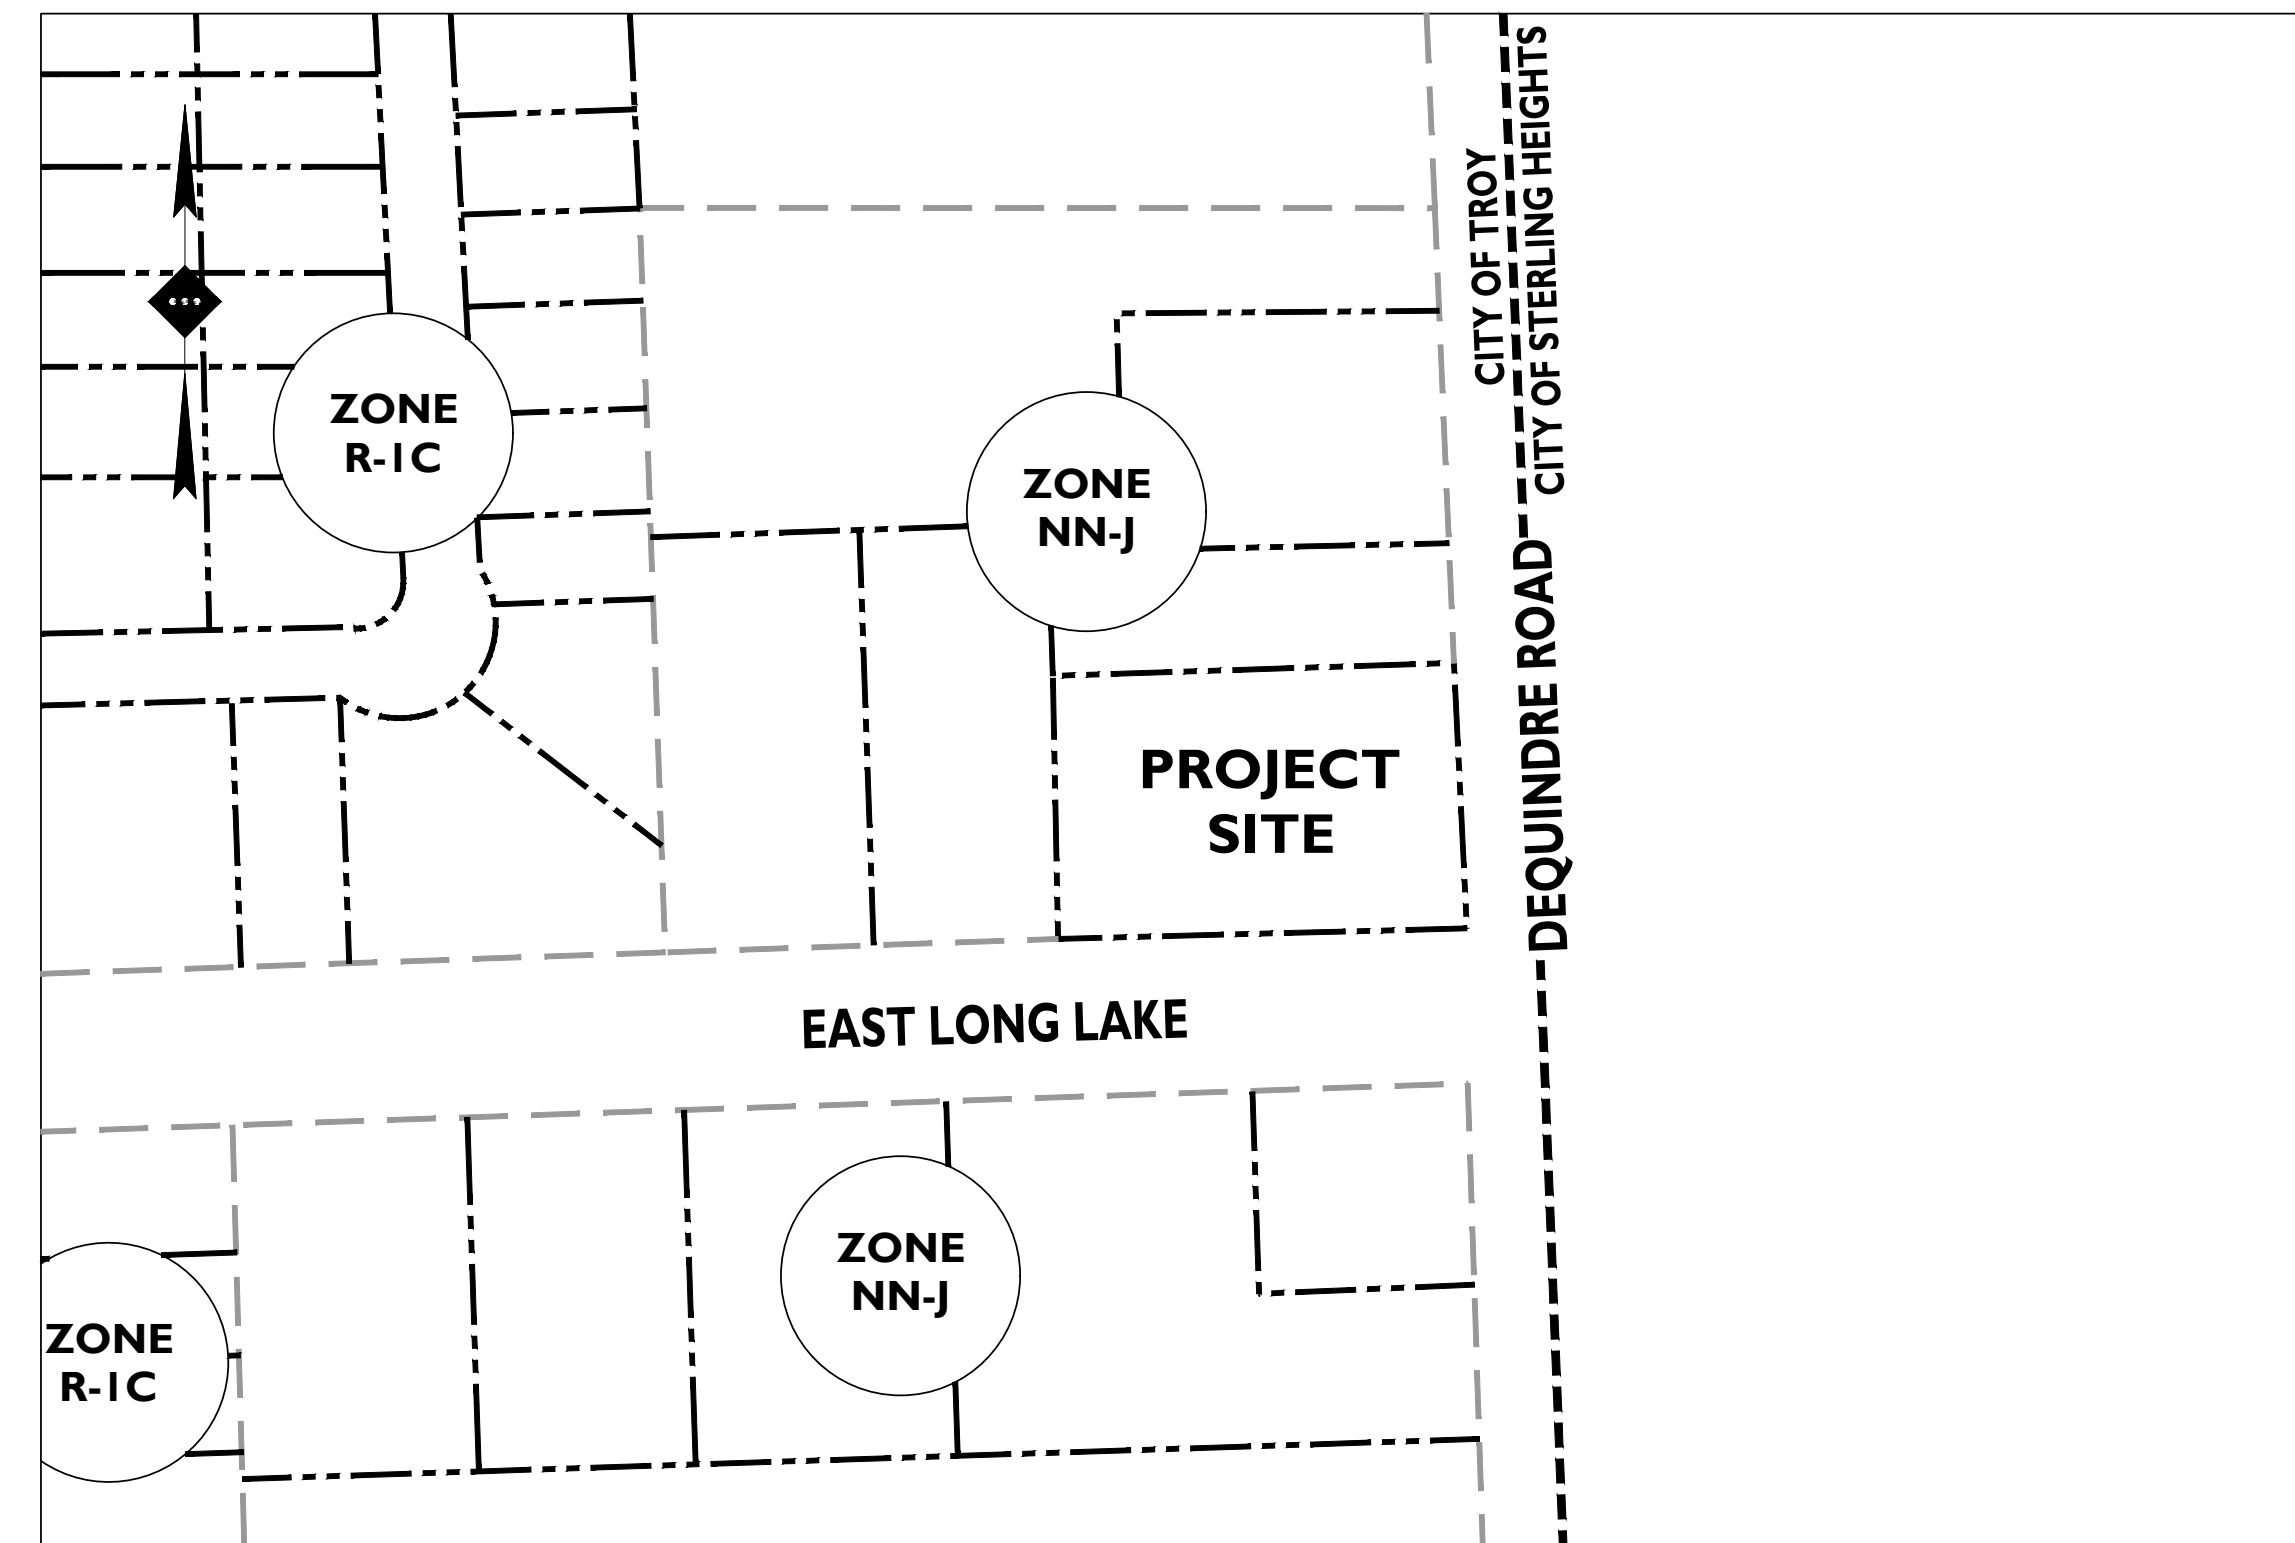 CITY OF TROY
CITY OF STERLING HEIGHTS
ZONE
R-1C
ZONE
NN-J
DEQUINDRE ROAD
PROJECT
SITE
EAST LONG LAKE
ZONE
NN-J
ZONE
R-1C